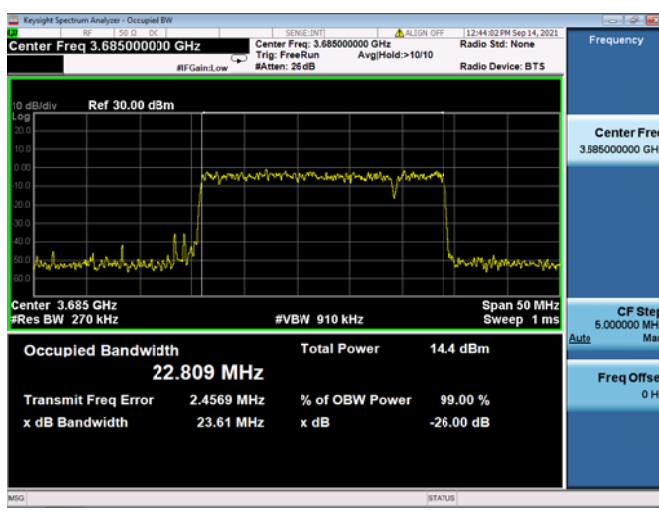 Keysight Spectrum Analyzer - Occupied BW
RF 50 Ω DC SENSE:INT ALIGN OFF 12:44:02 PM Sep 14, 2021
Center Freq 3.685000000 GHz Center Freq: 3.685000000 GHz Radio Std: None
Trig: FreeRun Avg|Hold:>10/10
#IFGain:Low #Atten: 26 dB Radio Device: BTS
Frequency
10 dB/div Ref 30.00 dBm
Log
20.0
10.0
0.00
-10.0
-20.0
-30.0
-40.0
-50.0
-60.0
Center 3.685 GHz Span 50 MHz
#Res BW 270 kHz #VBW 910 kHz Sweep 1 ms
Occupied Bandwidth Total Power 14.4 dBm
22.809 MHz
Transmit Freq Error 2.4569 MHz % of OBW Power 99.00 %
x dB Bandwidth 23.61 MHz x dB -26.00 dB
Center Freq
3.685000000 GH
CF Step
5.000000 MH
Auto Ma
Freq Offse
0 H
MSG STATUS